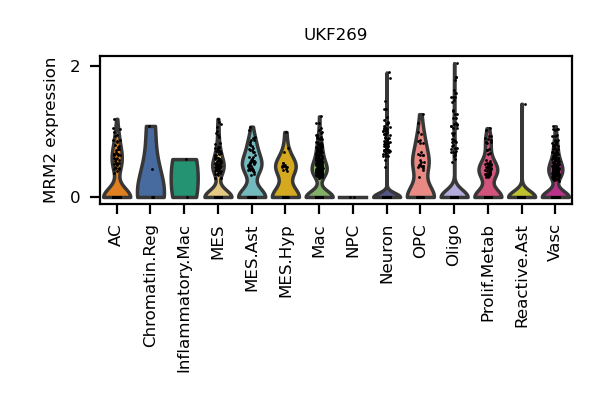 UKF269
MRM2 expression
2
0
AC
Chromatin.Reg
Inflammatory.Mac
MES
MES.Ast
MES.Hyp
Mac
NPC
Neuron
OPC
Oligo
Prolif.Metab
Reactive.Ast
Vasc